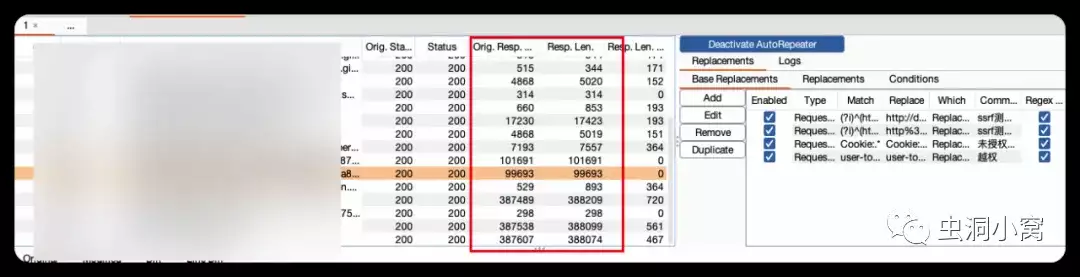 1 × ...
Orig. Sta... Status Orig. Resp. ... Resp. Len. Resp. Len. ...
.gi... 200 200 515 344 171
200 200 4868 5020 152
s... 200 200 314 314 0
200 200 660 853 193
200 200 17230 17423 193
200 200 4868 5019 151
er... 200 200 7193 7557 364
87... 200 200 101691 101691 0
a8... 200 200 99693 99693 0
n.... 200 200 529 893 364
200 200 387489 388209 720
75... 200 200 298 298 0
200 200 387538 388099 561
200 200 387607 388074 467
Deactivate AutoRepeater
Replacements Logs
Base Replacements Replacements Conditions
Add
Edit
Remove
Duplicate
Enabled Type Match Replace Which Comm... Regex ...
Reques... (?i)^(ht... http://d... Replac... ssrf测...
Reques... (?i)^(ht... http%3... Replac... ssrf测...
Reques... Cookie:.* Cookie:... Replac... 未授权...
Reques... user-to... user-to... Replac... 越权
虫洞小窝